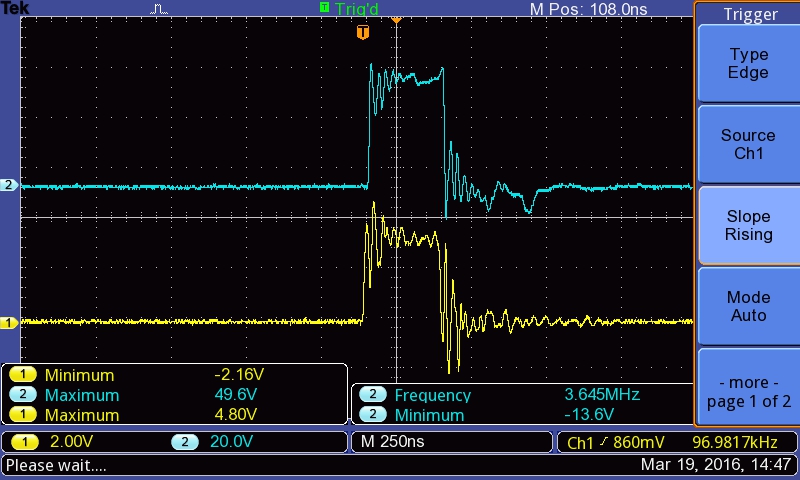 Tek
T Trig'd
M Pos: 108.0ns
Trigger
T
Type
Edge
Source
Ch1
Slope
Rising
Mode
Auto
- more -
page 1 of 2
2
1
1 Minimum -2.16V
2 Maximum 49.6V
1 Maximum 4.80V
2 Frequency 3.645MHz
2 Minimum -13.6V
1 2.00V 2 20.0V M 250ns Ch1 860mV 96.9817kHz
Please wait.... Mar 19, 2016, 14:47